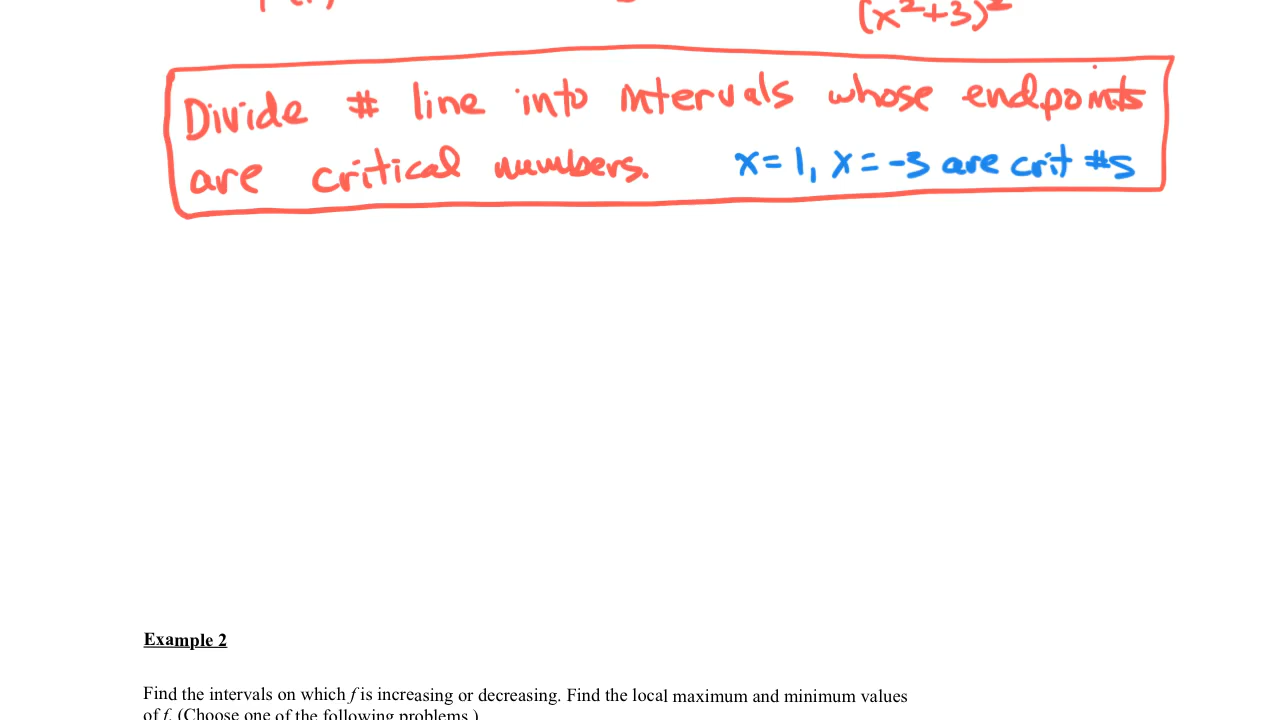 (x²+3)²
Divide # line into intervals whose endpoints
are critical numbers. x=1, x=-3 are crit #s
Example 2
Find the intervals on which f is increasing or decreasing. Find the local maximum and minimum values
of f. (Choose one of the following problems.)